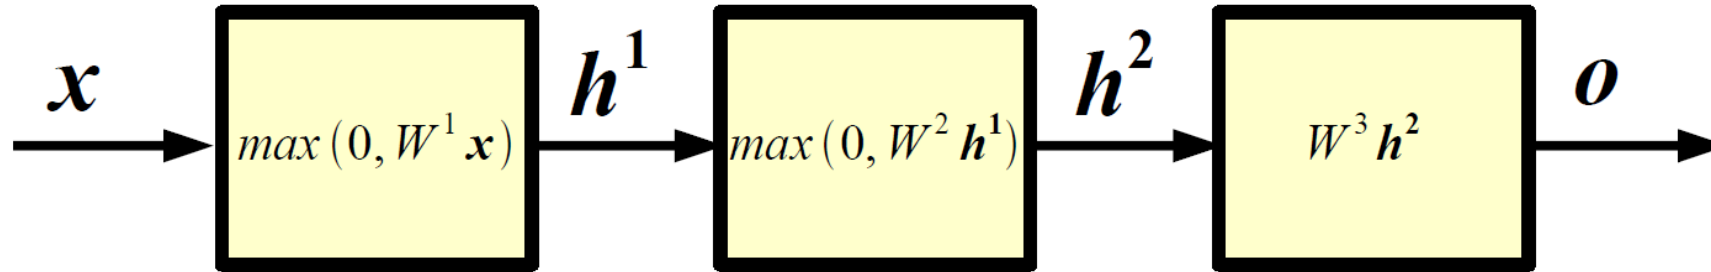 x h¹ h² o
max (0, W¹ x) max (0, W² h¹) W³ h²